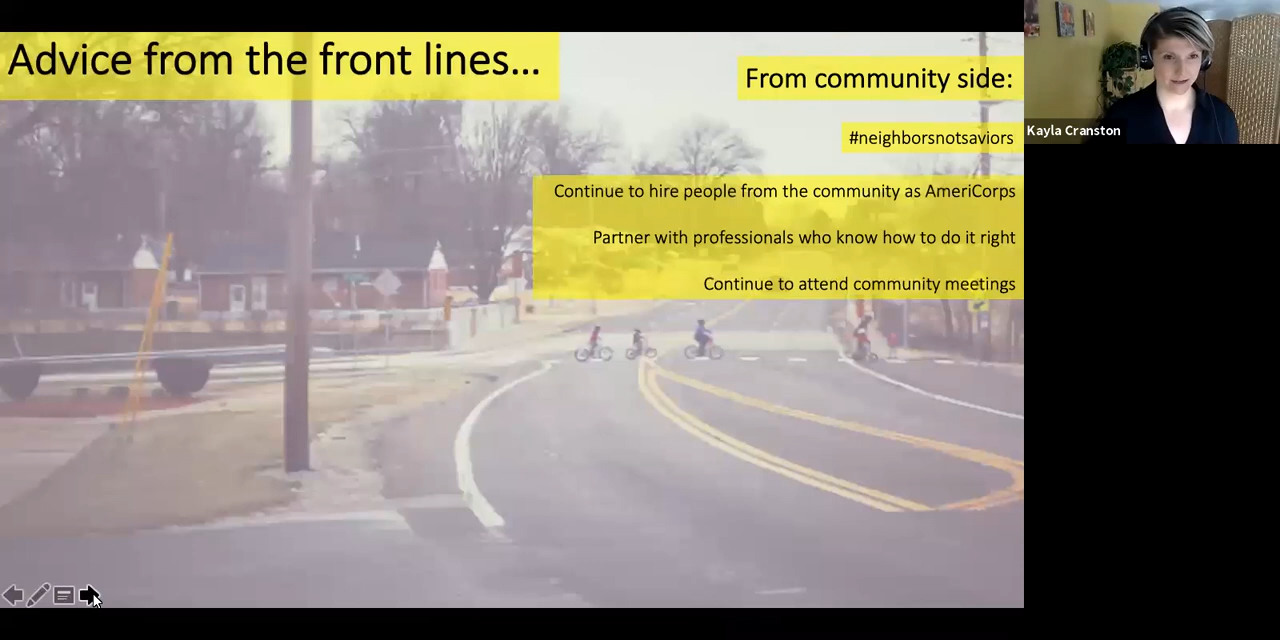 Advice from the front lines...
From community side:
#neighborsnotsaviors
Continue to hire people from the community as AmeriCorps
Partner with professionals who know how to do it right
Continue to attend community meetings
Kayla Cranston